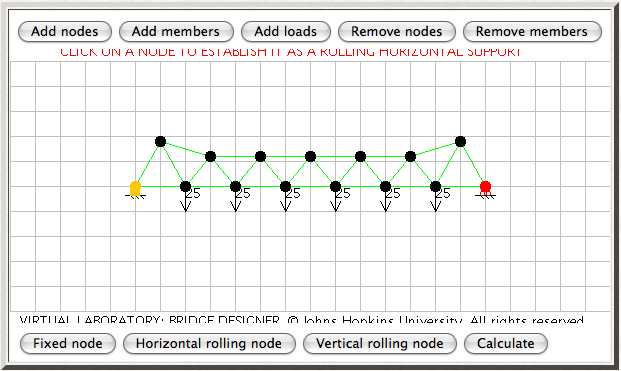 Add nodes Add members Add loads Remove nodes Remove members
CLICK ON A NODE TO ESTABLISH IT AS A ROLLING HORIZONTAL SUPPORT
25 25 25 25 25 25
VIRTUAL LABORATORY: BRIDGE DESIGNER © Johns Hopkins University. All rights reserved
Fixed node Horizontal rolling node Vertical rolling node Calculate